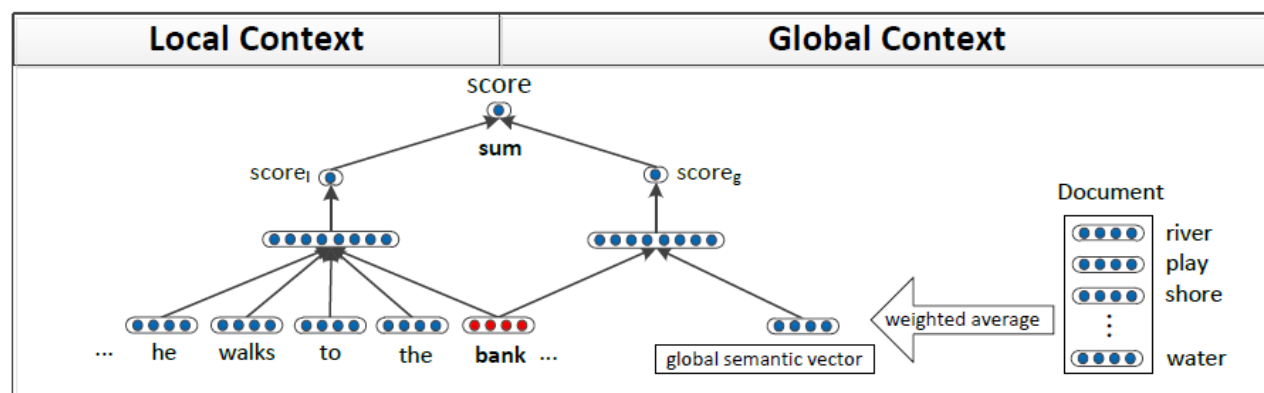 Local Context
Global Context
score
sum
scoreₗ
score_g
Document
river
play
shore
⋮
water
weighted average
... he walks to the bank ...
global semantic vector